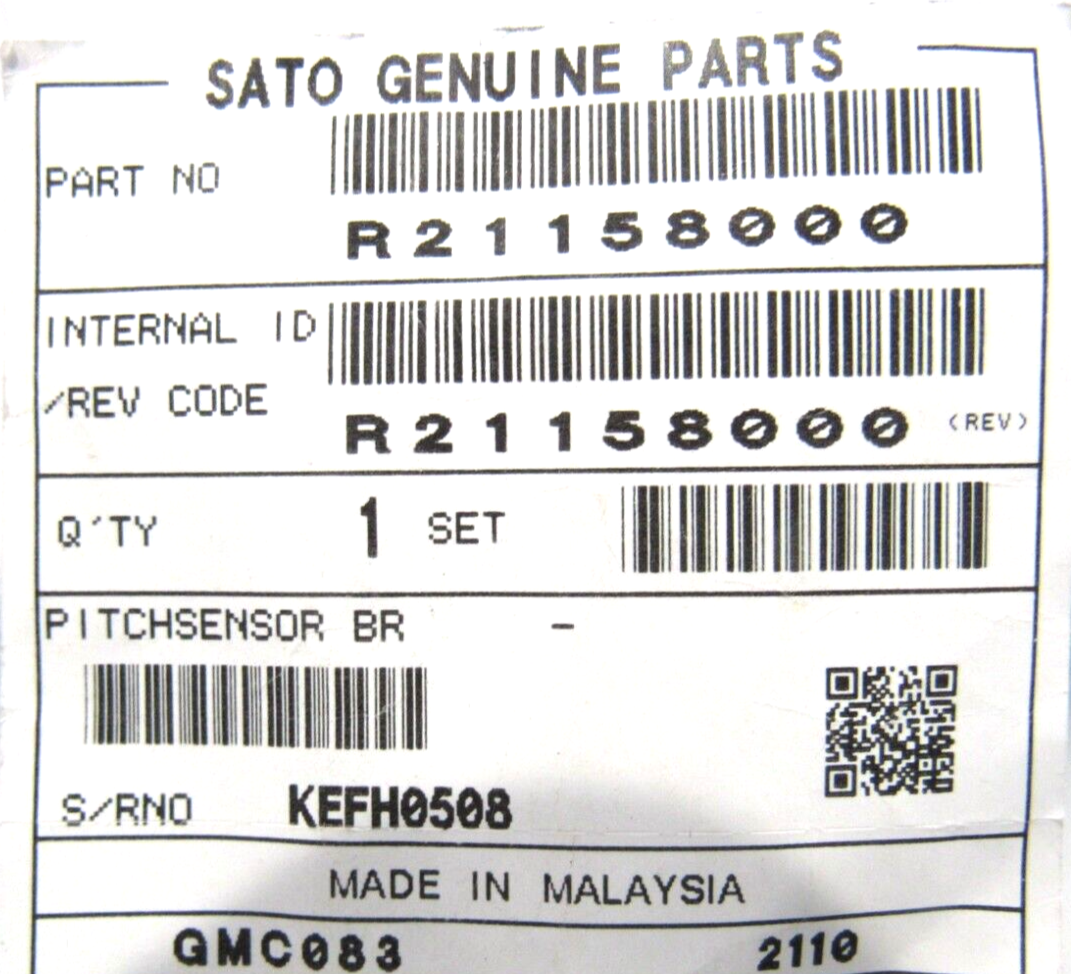 SATO GENUINE PARTS
PART NO
R21158000
INTERNAL ID
/REV CODE
R21158000 (REV)
Q'TY 1 SET
PITCHSENSOR BR -
S/RNO KEFH0508
MADE IN MALAYSIA
GMC083 2110